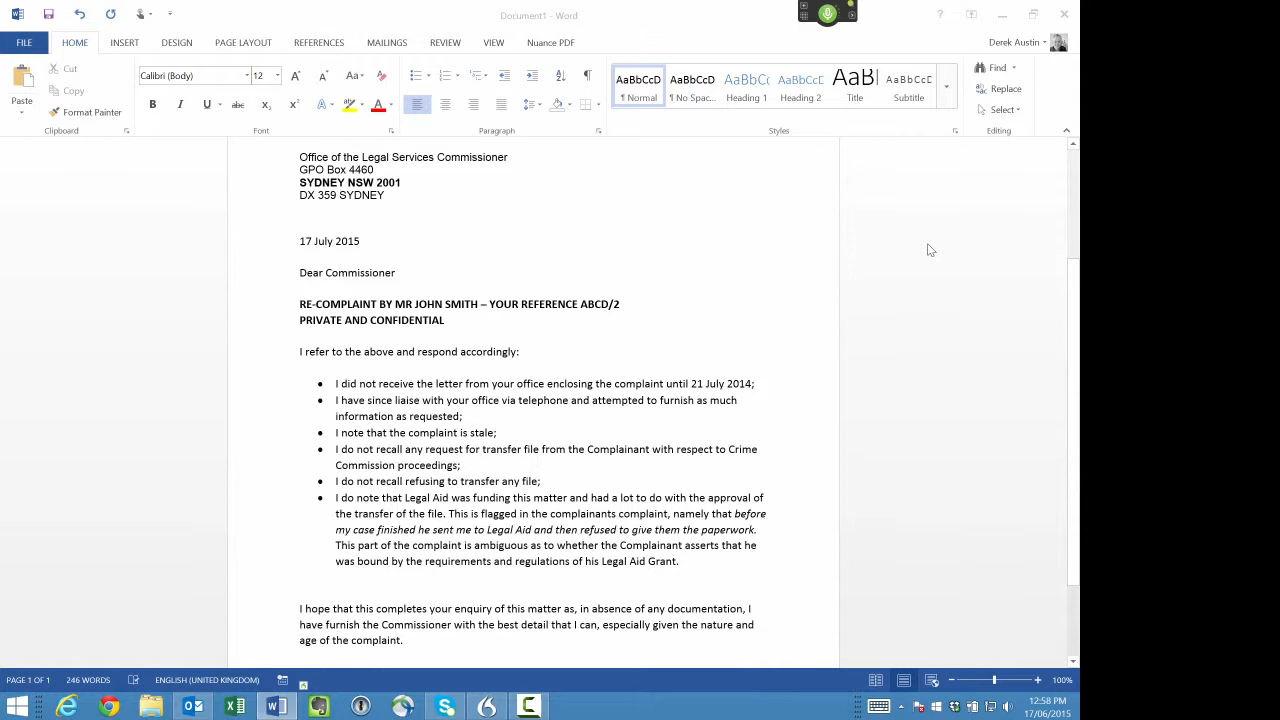 Document1 - Word
FILE HOME INSERT DESIGN PAGE LAYOUT REFERENCES MAILINGS REVIEW VIEW Nuance PDF Derek Austin
Cut
Copy
Format Painter
Paste
Calibri (Body) 12
AaBbCcD AaBbCcD AaBbCc AaBbCcD AaB AaBbCcD
¶ Normal ¶ No Spac... Heading 1 Heading 2 Title Subtitle
Find
Replace
Select
Clipboard Font Paragraph Styles Editing
Office of the Legal Services Commissioner
GPO Box 4460
SYDNEY NSW 2001
DX 359 SYDNEY
17 July 2015
Dear Commissioner
RE-COMPLAINT BY MR JOHN SMITH – YOUR REFERENCE ABCD/2
PRIVATE AND CONFIDENTIAL
I refer to the above and respond accordingly:
● I did not receive the letter from your office enclosing the complaint until 21 July 2014;
● I have since liaise with your office via telephone and attempted to furnish as much
information as requested;
● I note that the complaint is stale;
● I do not recall any request for transfer file from the Complainant with respect to Crime
Commission proceedings;
● I do not recall refusing to transfer any file;
● I do note that Legal Aid was funding this matter and had a lot to do with the approval of
the transfer of the file. This is flagged in the complainants complaint, namely that before
my case finished he sent me to Legal Aid and then refused to give them the paperwork.
This part of the complaint is ambiguous as to whether the Complainant asserts that he
was bound by the requirements and regulations of his Legal Aid Grant.
I hope that this completes your enquiry of this matter as, in absence of any documentation, I
have furnish the Commissioner with the best detail that I can, especially given the nature and
age of the complaint.
PAGE 1 OF 1 246 WORDS ENGLISH (UNITED KINGDOM) 100%
12:58 PM
17/06/2015